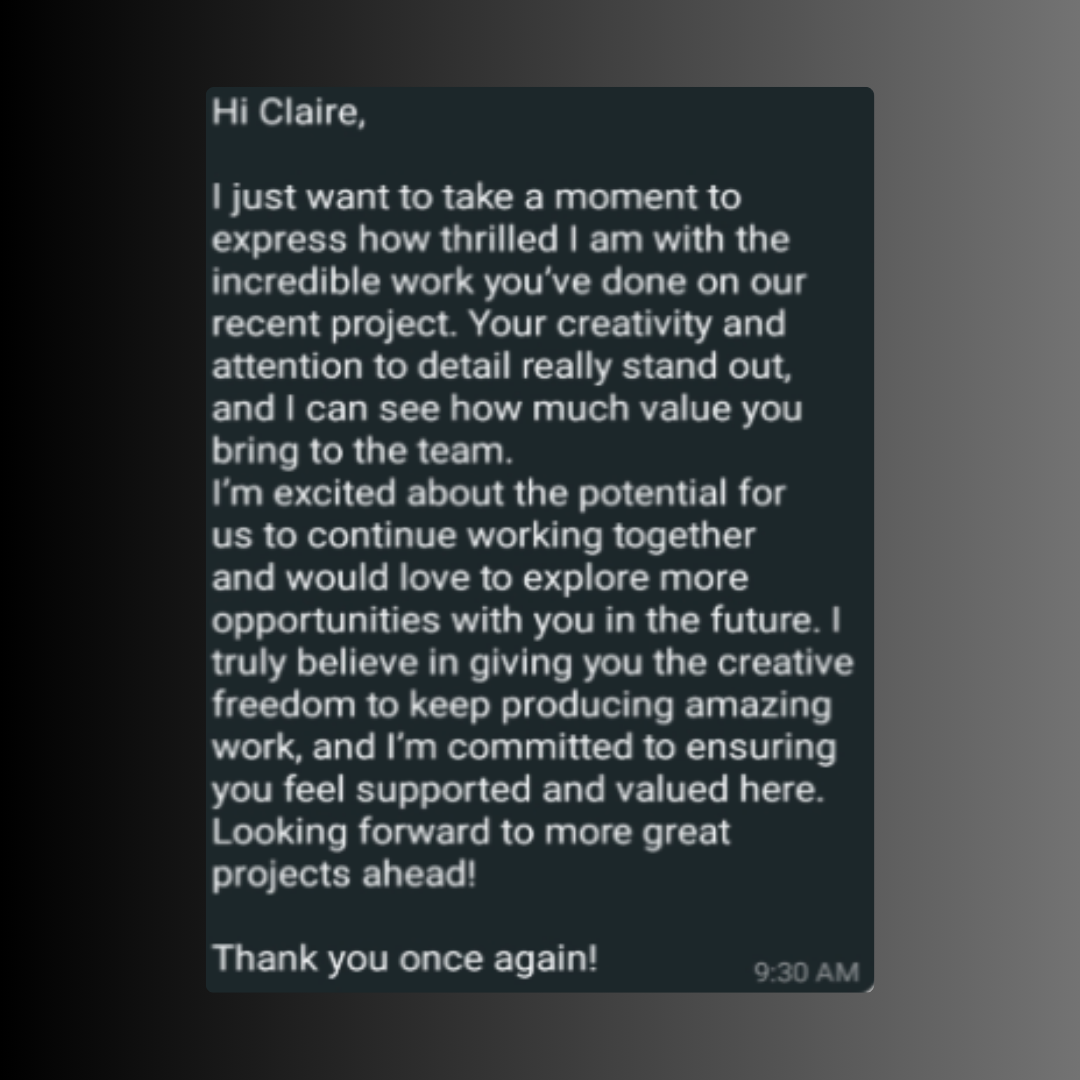 Hi Claire,
I just want to take a moment to
express how thrilled I am with the
incredible work you’ve done on our
recent project. Your creativity and
attention to detail really stand out,
and I can see how much value you
bring to the team.
I’m excited about the potential for
us to continue working together
and would love to explore more
opportunities with you in the future. I
truly believe in giving you the creative
freedom to keep producing amazing
work, and I’m committed to ensuring
you feel supported and valued here.
Looking forward to more great
projects ahead!
Thank you once again!
9:30 AM